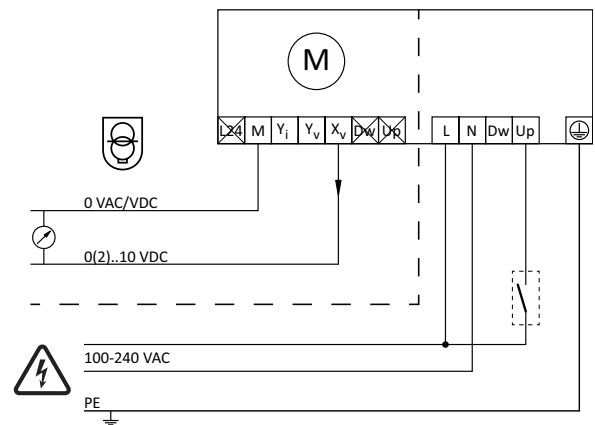 M
L24 M Yi Yv Xv Dw Up L N Dw Up
0 VAC/VDC
0(2)..10 VDC
100-240 VAC
PE